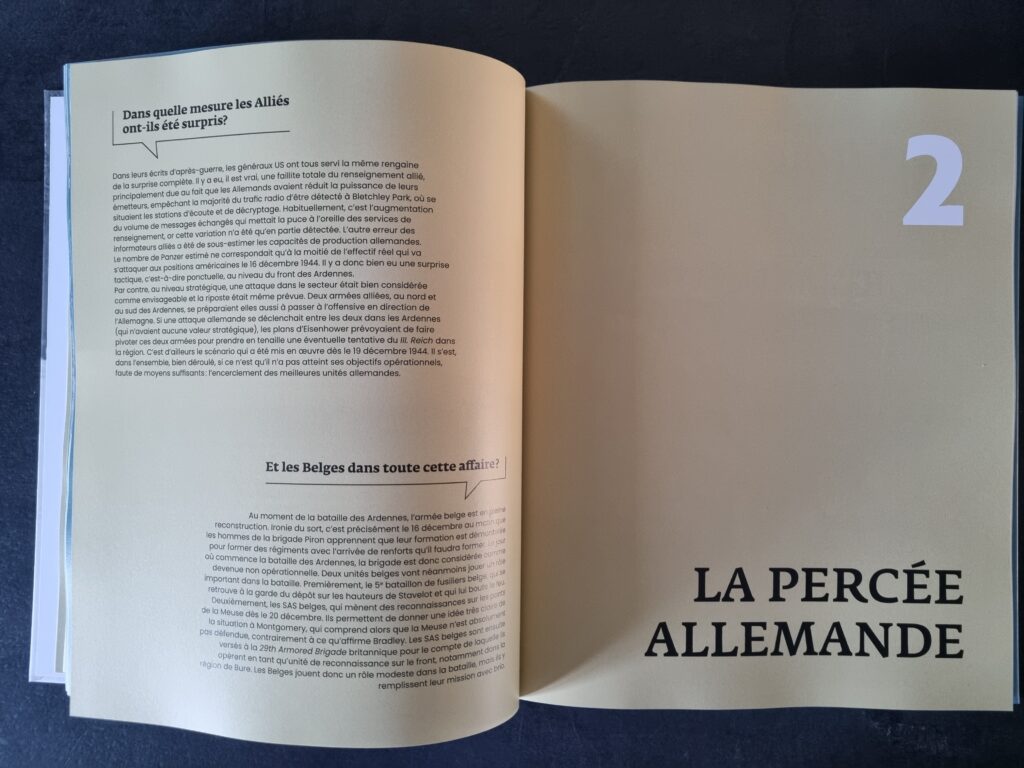 Dans quelle mesure les Alliés
ont-ils été surpris?
Dans leurs écrits d'après-guerre, les généraux US ont tous servi la même rengaine
de la surprise complète. Il y a eu, il est vrai, une faillite totale du renseignement allié,
principalement due au fait que les Allemands avaient réduit la puissance de leurs
émetteurs, empêchant la majorité du trafic radio d'être détecté à Bletchley Park, où se
situaient les stations d'écoute et de décryptage. Habituellement, c'est l'augmentation
du volume de messages échangés qui mettait la puce à l'oreille des services de
renseignement, or cette variation n'a été qu'en partie détectée. L'autre erreur des
informateurs alliés a été de sous-estimer les capacités de production allemandes.
Le nombre de Panzer estimé ne correspondait qu'à la moitié de l'effectif réel qui va
s'attaquer aux positions américaines le 16 décembre 1944. Il y a donc bien eu une surprise
tactique, c'est-à-dire ponctuelle, au niveau du front des Ardennes.
Par contre, au niveau stratégique, une attaque dans le secteur était bien considérée
comme envisageable et la riposte était même prévue. Deux armées alliées, au nord et
au sud des Ardennes, se préparaient elles aussi à passer à l'offensive en direction de
l'Allemagne. Si une attaque allemande se déclenchait entre les deux dans les Ardennes
(qui n'avaient aucune valeur stratégique), les plans d'Eisenhower prévoyaient de faire
pivoter ces deux armées pour prendre en tenaille une éventuelle tentative du III. Reich dans
la région. C'est d'ailleurs le scénario qui a été mis en œuvre dès le 19 décembre 1944. Il s'est,
dans l'ensemble, bien déroulé, si ce n'est qu'il n'a pas atteint ses objectifs opérationnels,
faute de moyens suffisants : l'encerclement des meilleures unités allemandes.
Et les Belges dans toute cette affaire?
Au moment de la bataille des Ardennes, l'armée belge est en pleine
reconstruction. Ironie du sort, c'est précisément le 16 décembre au matin que
les hommes de la brigade Piron apprennent que leur formation est démantelée
pour former des régiments avec l'arrivée de renforts qu'il faudra former. Le jour
où commence la bataille des Ardennes, la brigade est donc considérée comme
devenue non opérationnelle. Deux unités belges vont néanmoins jouer un rôle
important dans la bataille. Premièrement, le 5e bataillon de fusiliers belge, qui se
retrouve à la garde du dépôt sur les hauteurs de Stavelot et qui lui boute le feu.
Deuxièmement, les SAS belges, qui mènent des reconnaissances sur les ponts
de la Meuse dès le 20 décembre. Ils permettent de donner une idée très claire de
la situation à Montgomery, qui comprend alors que la Meuse n'est absolument
pas défendue, contrairement à ce qu'affirme Bradley. Les SAS belges sont ensuite
versés à la 29th Armored Brigade britannique pour le compte de laquelle ils
opèrent en tant qu'unité de reconnaissance sur le front, notamment dans la
région de Bure. Les Belges jouent donc un rôle modeste dans la bataille, mais ils y
remplissent leur mission avec brio.
2
LA PERCÉE
ALLEMANDE